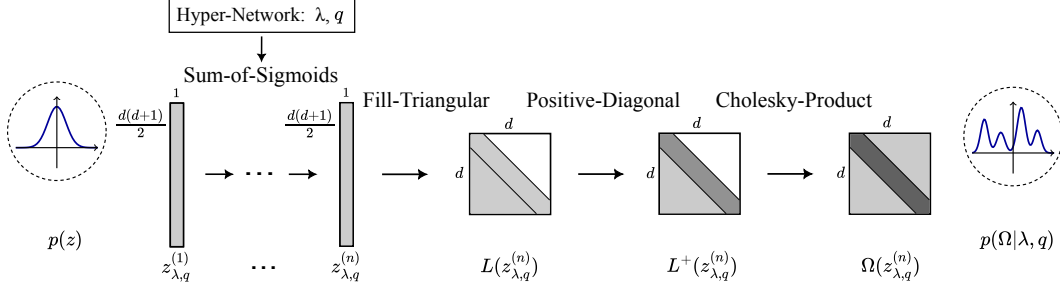 Hyper-Network: λ, q
Sum-of-Sigmoids
Fill-Triangular
Positive-Diagonal
Cholesky-Product
1
d(d+1)
2
· · ·
1
d(d+1)
2
d
d
d
d
d
d
p(z)
z_{λ,q}^{(1)}
· · ·
z_{λ,q}^{(n)}
L(z_{λ,q}^{(n)})
L^+(z_{λ,q}^{(n)})
Ω(z_{λ,q}^{(n)})
p(Ω|λ, q)